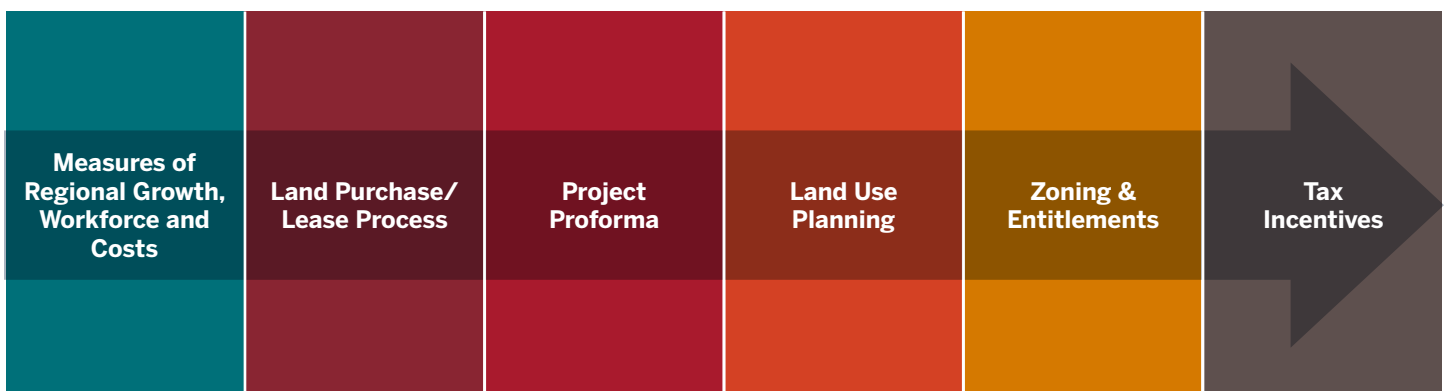 Measures of
Regional Growth,
Workforce and
Costs
Land Purchase/
Lease Process
Project
Proforma
Land Use
Planning
Zoning &
Entitlements
Tax
Incentives